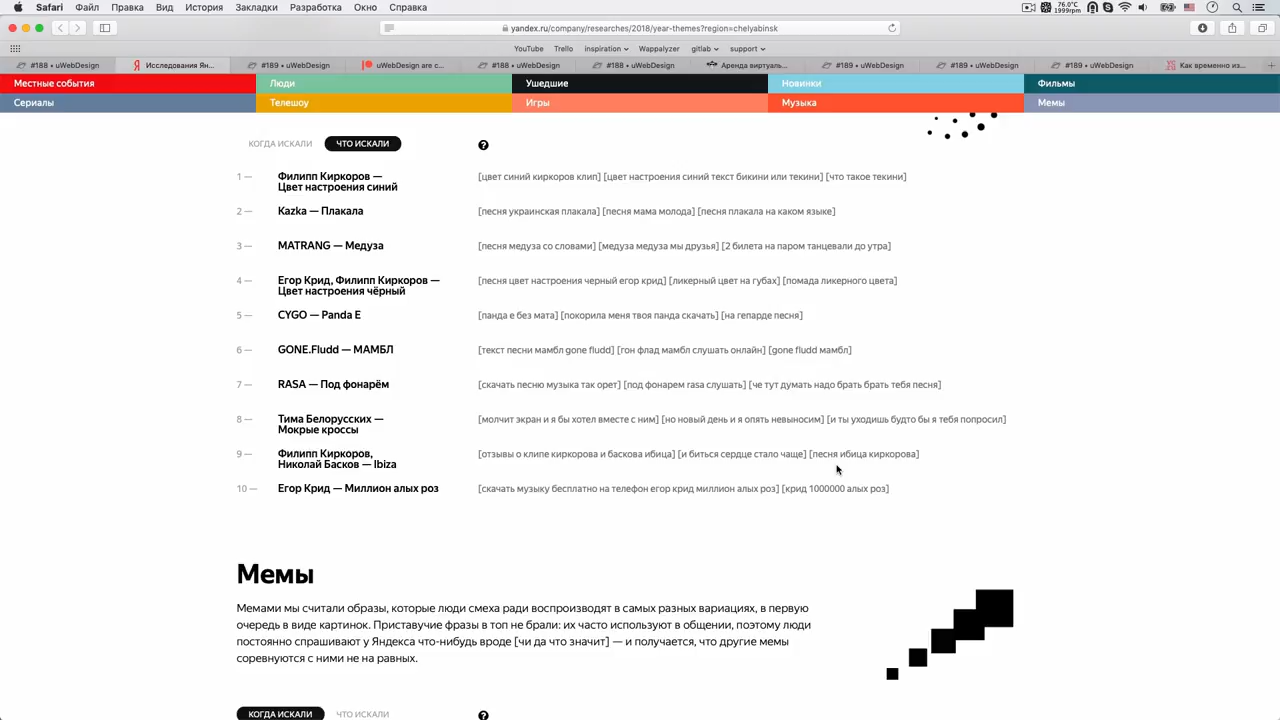 Safari Файл Правка Вид История Закладки Разработка Окно Справка
76.0°C
1999rpm
yandex.ru/company/researches/2018/year-themes?region=chelyabinsk
YouTube Trello inspiration Wappalyzer gitlab support
#188 • uWebDesign Исследования Ян... #189 • uWebDesign uWebDesign are c... #188 • uWebDesign Аренда виртуаль... #189 • uWebDesign #189 • uWebDesign #189 • uWebDesign Как временно из...
Местные события Люди Ушедшие Новинки Фильмы
Сериалы Телешоу Игры Музыка Мемы
КОГДА ИСКАЛИ ЧТО ИСКАЛИ ?
1 — Филипп Киркоров — [цвет синий киркоров клип] [цвет настроения синий текст бикини или текини] [что такое текини]
Цвет настроения синий
2 — Kazka — Плакала [песня украинская плакала] [песня мама молода] [песня плакала на каком языке]
3 — MATRANG — Медуза [песня медуза со словами] [медуза медуза мы друзья] [2 билета на паром танцевали до утра]
4 — Егор Крид, Филипп Киркоров — [песня цвет настроения черный егор крид] [ликерный цвет на губах] [помада ликерного цвета]
Цвет настроения чёрный
5 — CYGO — Panda E [панда е без мата] [покорила меня твоя панда скачать] [на гепарде песня]
6 — GONE.Fludd — МАМБЛ [текст песни мамбл gone fludd] [гон флад мамбл слушать онлайн] [gone fludd мамбл]
7 — RASA — Под фонарём [скачать песню музыка так орет] [под фонарем rasa слушать] [че тут думать надо брать брать тебя песня]
8 — Тима Белорусских — [молчит экран и я бы хотел вместе с ним] [но новый день и я опять невыносим] [и ты уходишь будто бы я тебя попросил]
Мокрые кроссы
9 — Филипп Киркоров, [отзывы о клипе киркорова и баскова ибица] [и биться сердце стало чаще] [песня ибица киркорова]
Николай Басков — Ibiza
10 — Егор Крид — Миллион алых роз [скачать музыку бесплатно на телефон егор крид миллион алых роз] [крид 1000000 алых роз]
Мемы
Мемами мы считали образы, которые люди смеха ради воспроизводят в самых разных вариациях, в первую
очередь в виде картинок. Приставучие фразы в топ не брали: их часто используют в общении, поэтому люди
постоянно спрашивают у Яндекса что-нибудь вроде [чи да что значит] — и получается, что другие мемы
соревнуются с ними не на равных.
КОГДА ИСКАЛИ ЧТО ИСКАЛИ ?